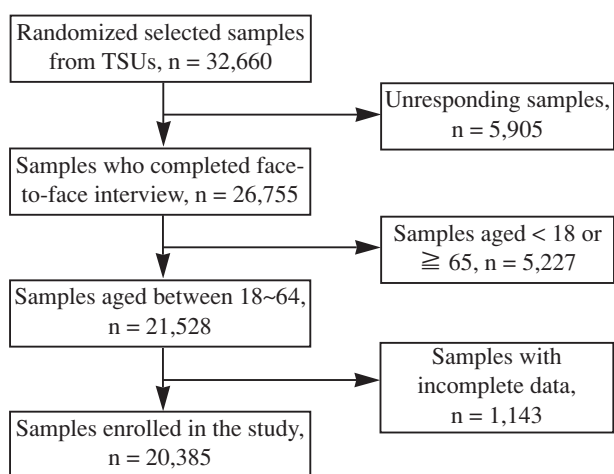 Randomized selected samples
from TSUs, n = 32,660
Unresponding samples,
n = 5,905
Samples who completed face-
to-face interview, n = 26,755
Samples aged < 18 or
≧ 65, n = 5,227
Samples aged between 18~64,
n = 21,528
Samples with
incomplete data,
n = 1,143
Samples enrolled in the study,
n = 20,385